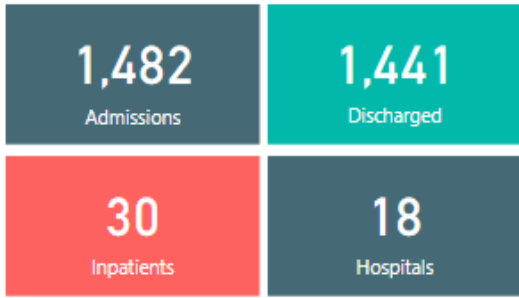 1,482
Admissions
1,441
Discharged
30
Inpatients
18
Hospitals